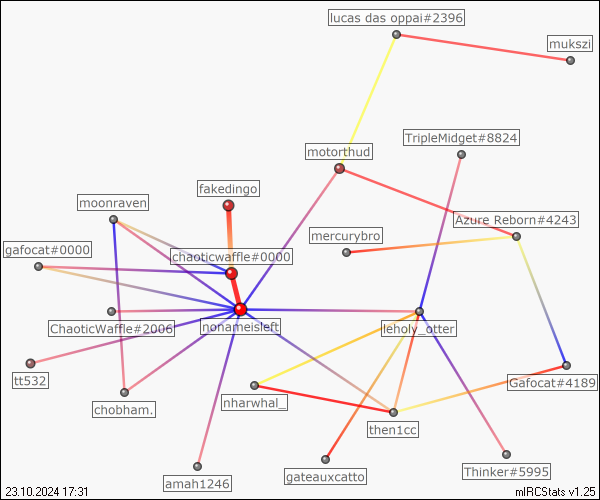 lucas das oppai#2396
mukszi
TripleMidget#8824
motorthud
fakedingo
moonraven
Azure Reborn#4243
mercurybro
gafocat#0000
chaoticwaffle#0000
ChaoticWaffle#2006
nonameisleft
leholy_otter
tt532
Gafocat#4189
chobham.
nharwhal_
then1cc
Thinker#5995
gateauxcatto
amah1246
23.10.2024 17:31
mIRCStats v1.25